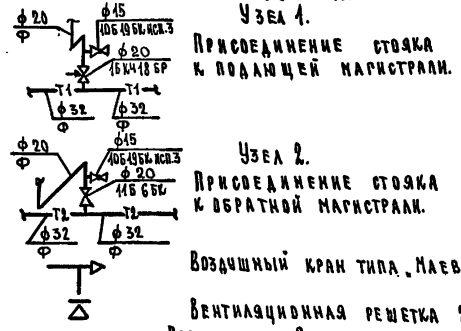 Узел 1.
Присоединение стояка
к подающей магистрали.
ф20
ф15
10Б19БК исп.3
ф20
15КЧ18БР
Т1 Т1
ф32
Ф
ф32
Ф
Узел 2.
Присоединение стояка
к обратной магистрали.
ф20
Ф
ф15
10Б19БК исп.3
ф20
11Б6БК
Т2 Т2
ф32
Ф
ф32
Ф
Воздушный кран типа „Маев
Вентиляционная решетка